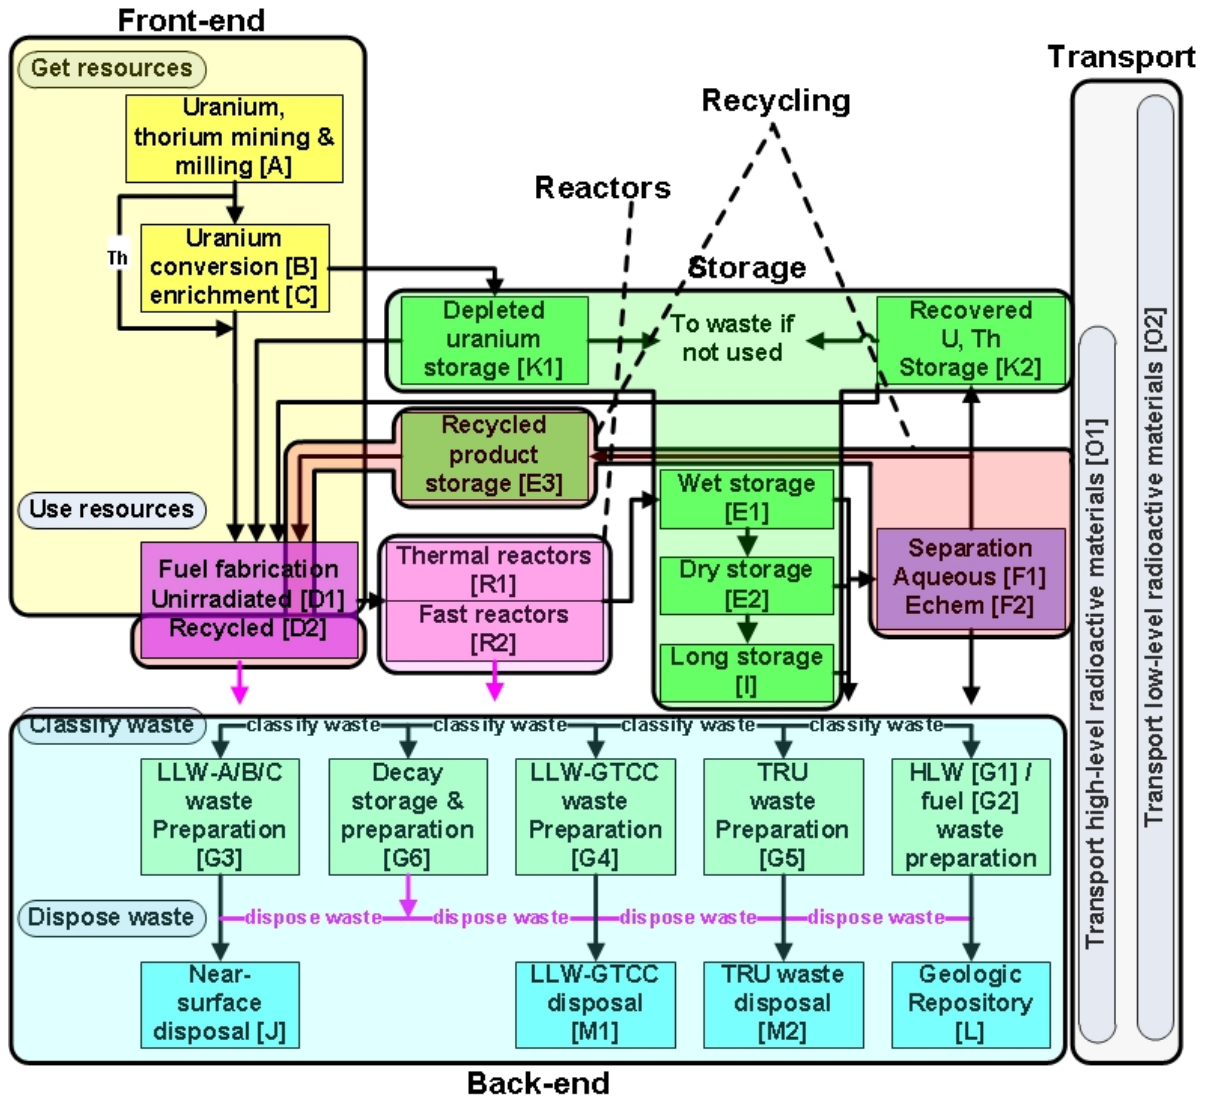 Front-end
Get resources
Uranium,
thorium mining &
milling [A]
Th
Uranium
conversion [B]
enrichment [C]
Use resources
Fuel fabrication
Unirradiated [D1]
Recycled [D2]
Reactors
Recycling
Storage
Depleted
uranium
storage [K1]
To waste if
not used
Recovered
U, Th
Storage [K2]
Recycled
product
storage [E3]
Thermal reactors
[R1]
Fast reactors
[R2]
Wet storage
[E1]
Dry storage
[E2]
Long storage
[I]
Separation
Aqueous [F1]
Echem [F2]
Transport
Transport high-level radioactive materials [O1]
Transport low-level radioactive materials [O2]
Classify waste
classify waste
classify waste
classify waste
classify waste
LLW-A/B/C
waste
Preparation
[G3]
Decay
storage &
preparation
[G6]
LLW-GTCC
waste
Preparation
[G4]
TRU
waste
Preparation
[G5]
HLW [G1] /
fuel [G2]
waste
preparation
Dispose waste
dispose waste
dispose waste
dispose waste
dispose waste
Near-
surface
disposal [J]
LLW-GTCC
disposal
[M1]
TRU waste
disposal
[M2]
Geologic
Repository
[L]
Back-end